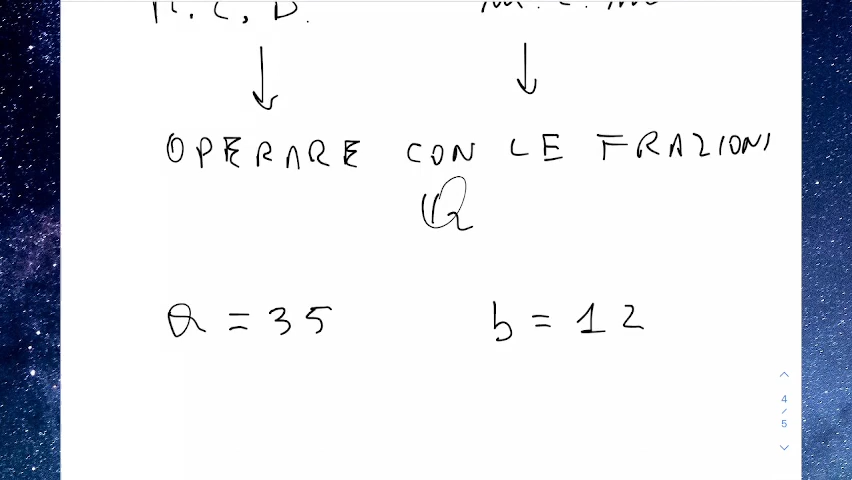 M.C.D. m.c.m
OPERARE CON LE FRAZIONI
ℚ
a = 35 b = 12
4
/
5